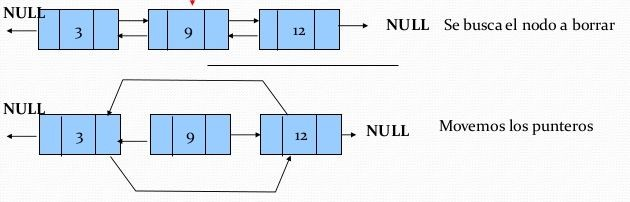 NULL
3
9
12
NULL
Se busca el nodo a borrar
NULL
3
9
12
NULL
Movemos los punteros